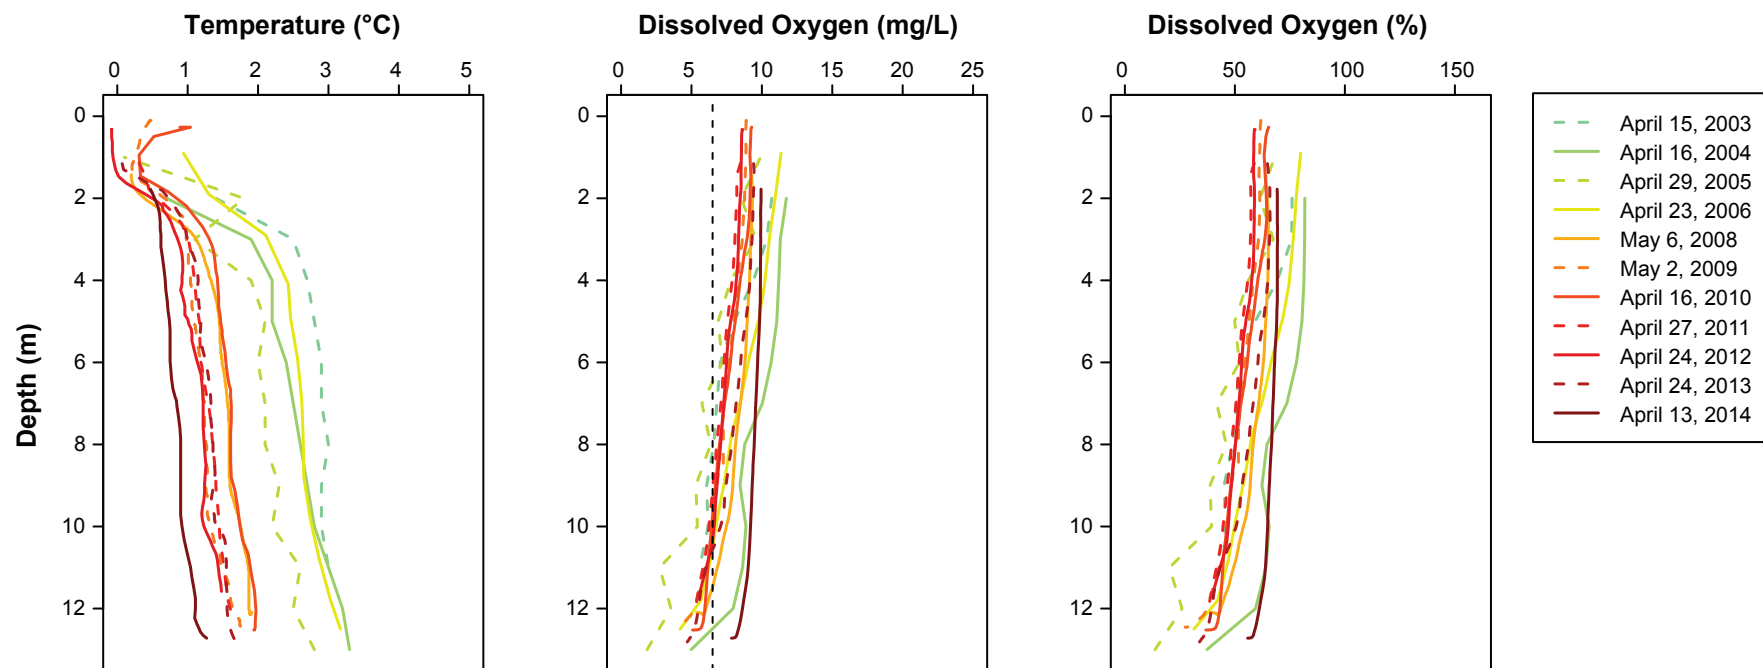 Temperature (°C)
Dissolved Oxygen (mg/L)
Dissolved Oxygen (%)
0 1 2 3 4 5
0 5 10 15 20 25
0 50 100 150
Depth (m)
0
2
4
6
8
10
12
0
2
4
6
8
10
12
0
2
4
6
8
10
12
April 15, 2003
April 16, 2004
April 29, 2005
April 23, 2006
May 6, 2008
May 2, 2009
April 16, 2010
April 27, 2011
April 24, 2012
April 24, 2013
April 13, 2014